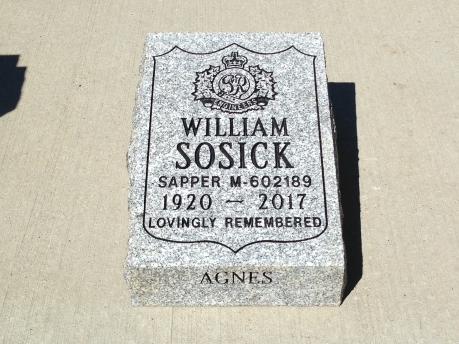 ENGINEERS
WILLIAM
SOSICK
SAPPER M-602189
1920 – 2017
LOVINGLY REMEMBERED
AGNES